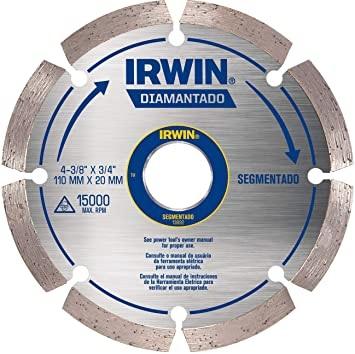 IRWIN®
DIAMANTADO
4-3/8" X 3/4"
110 MM X 20 MM
15000
MAX. RPM
IRWIN®
SEGMENTADO
SEGMENTADO
See power tool's owner manual
for proper use.
Consulte o manual do usuário da
ferramenta elétrica
para uso apropriado.
Consulte el manual de instrucciones
de la Herramienta Eletrica para
verificar el uso apropriado.